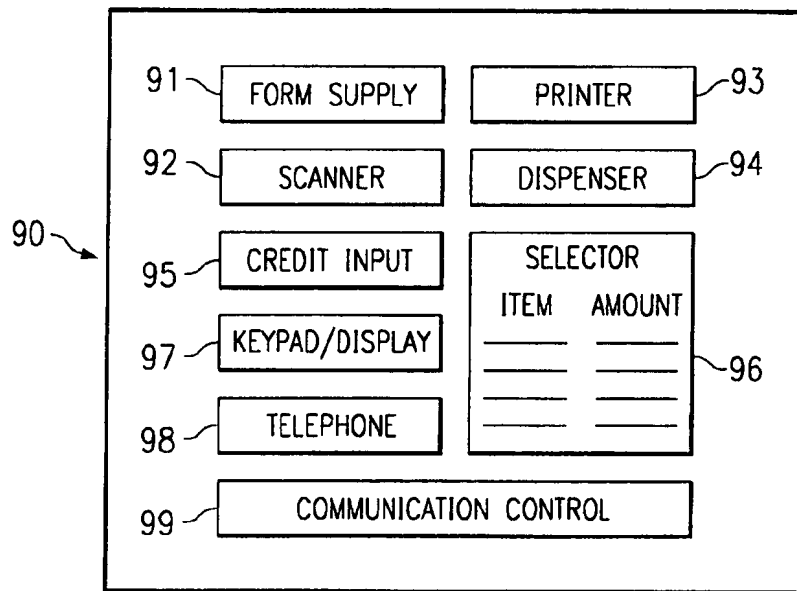 91 FORM SUPPLY PRINTER 93
92 SCANNER DISPENSER 94
90
95 CREDIT INPUT
SELECTOR
ITEM AMOUNT
97 KEYPAD/DISPLAY
96
98 TELEPHONE
99 COMMUNICATION CONTROL